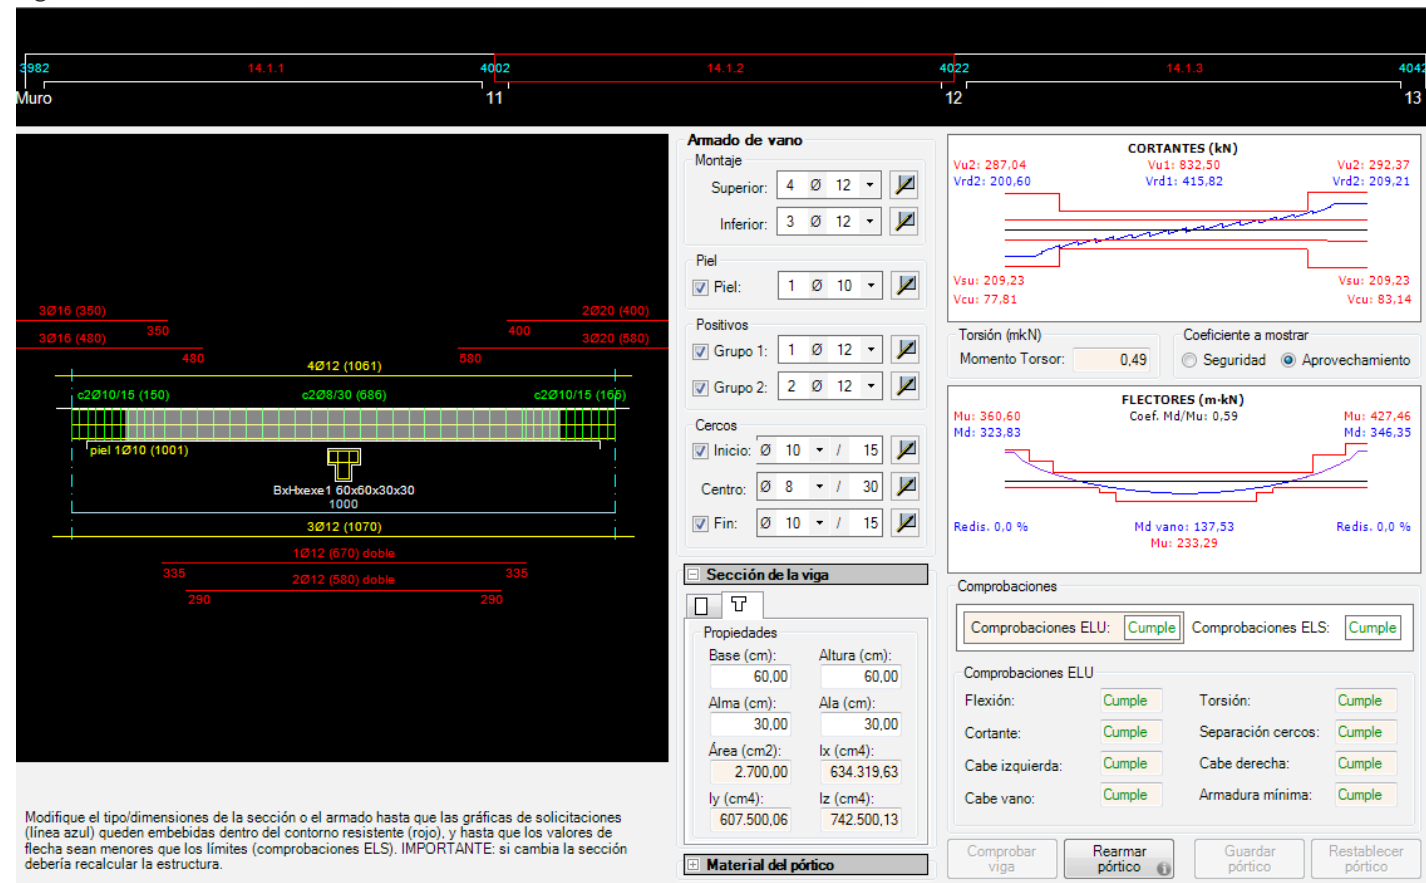 3982 14.1.1 4002 14.1.2 4022 14.1.3 4042
Muro 11 12 13
3Ø16 (350) 2Ø20 (400)
350 400
3Ø16 (480) 3Ø20 (580)
480 580
4Ø12 (1061)
c2Ø10/15 (150) c2Ø8/30 (686) c2Ø10/15 (165)
piel 1Ø10 (1001)
BxHxexe1 60x60x30x30
1000
3Ø12 (1070)
1Ø12 (670) doble
335 335
2Ø12 (580) doble
290 290
Modifique el tipo/dimensiones de la sección o el armado hasta que las gráficas de solicitaciones
(línea azul) queden embebidas dentro del contorno resistente (rojo), y hasta que los valores de
flecha sean menores que los límites (comprobaciones ELS). IMPORTANTE: si cambia la sección
debería recalcular la estructura.
Armado de vano
Montaje
Superior: 4 Ø 12
Inferior: 3 Ø 12
Piel
Piel: 1 Ø 10
Positivos
Grupo 1: 1 Ø 12
Grupo 2: 2 Ø 12
Cercos
Inicio: Ø 10 / 15
Centro: Ø 8 / 30
Fin: Ø 10 / 15
Sección de la viga
Propiedades
Base (cm): Altura (cm):
60,00 60,00
Alma (cm): Ala (cm):
30,00 30,00
Área (cm2): Ix (cm4):
2.700,00 634.319,63
Iy (cm4): Iz (cm4):
607.500,06 742.500,13
Material del pórtico
CORTANTES (kN)
Vu2: 287,04 Vu1: 832,50 Vu2: 292,37
Vrd2: 200,60 Vrd1: 415,82 Vrd2: 209,21
Vsu: 209,23 Vsu: 209,23
Vcu: 77,81 Vcu: 83,14
Torsión (mkN) Coeficiente a mostrar
Momento Torsor: 0,49 Seguridad Aprovechamiento
FLECTORES (m·kN)
Mu: 360,60 Coef. Md/Mu: 0,59 Mu: 427,46
Md: 323,83 Md: 346,35
Redis. 0,0 % Md vano: 137,53 Redis. 0,0 %
Mu: 233,29
Comprobaciones
Comprobaciones ELU: Cumple Comprobaciones ELS: Cumple
Comprobaciones ELU
Flexión: Cumple Torsión: Cumple
Cortante: Cumple Separación cercos: Cumple
Cabe izquierda: Cumple Cabe derecha: Cumple
Cabe vano: Cumple Armadura mínima: Cumple
Comprobar viga Rearmar pórtico Guardar pórtico Restablecer pórtico